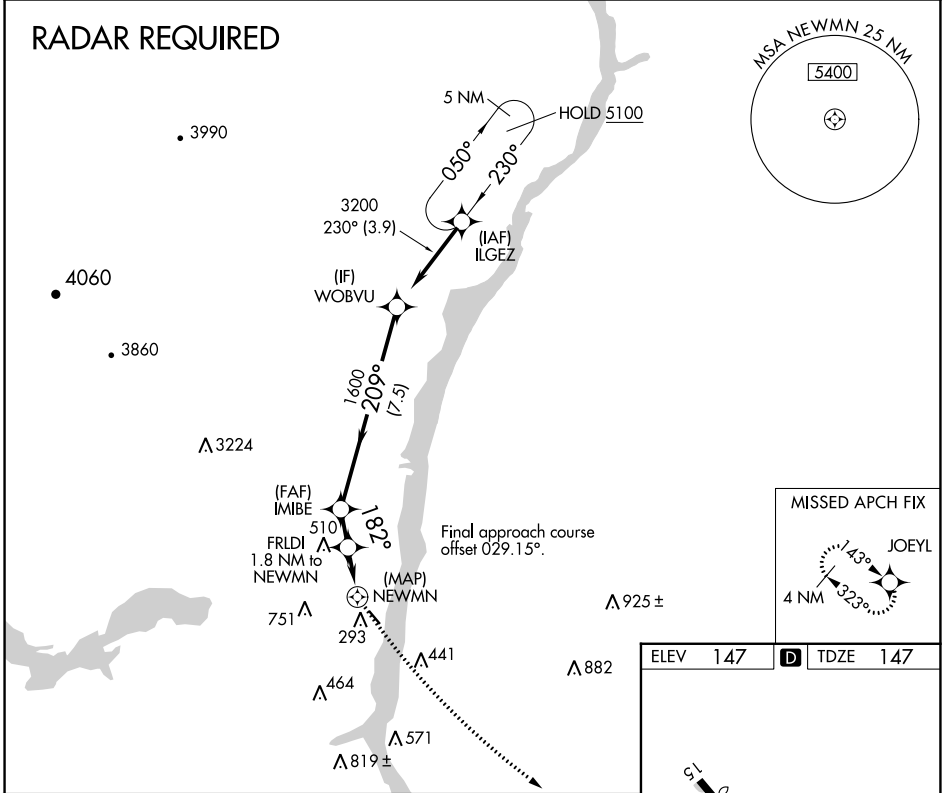 RADAR REQUIRED
MSA NEWMN 25 NM
5400
5 NM
HOLD 5100
050°
230°
3990
3200
230° (3.9)
(IAF)
ILGEZ
(IF)
WOBVU
4060
3860
1600
209°
(7.5)
3224
(FAF)
IMIBE
510
182°
FRLDI
1.8 NM to
NEWMN
Final approach course
offset 029.15°.
(MAP)
NEWMN
751
293
925 ±
441
882
464
571
819 ±
MISSED APCH FIX
JOEYL
143°
4 NM
323°
ELEV 147 D TDZE 147
15